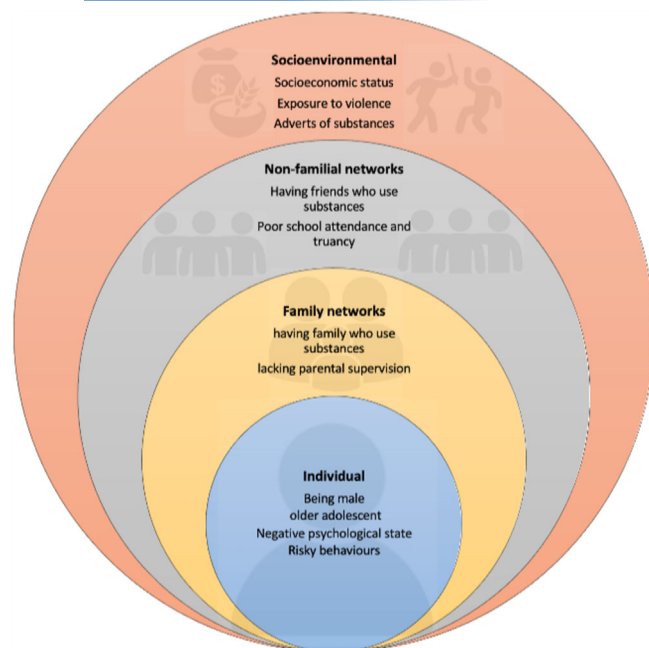 Socioenvironmental
Socioeconomic status
Exposure to violence
Adverts of substances
Non-familial networks
Having friends who use
substances
Poor school attendance and
truancy
Family networks
having family who use
substances
lacking parental supervision
Individual
Being male
older adolescent
Negative psychological state
Risky behaviours
$